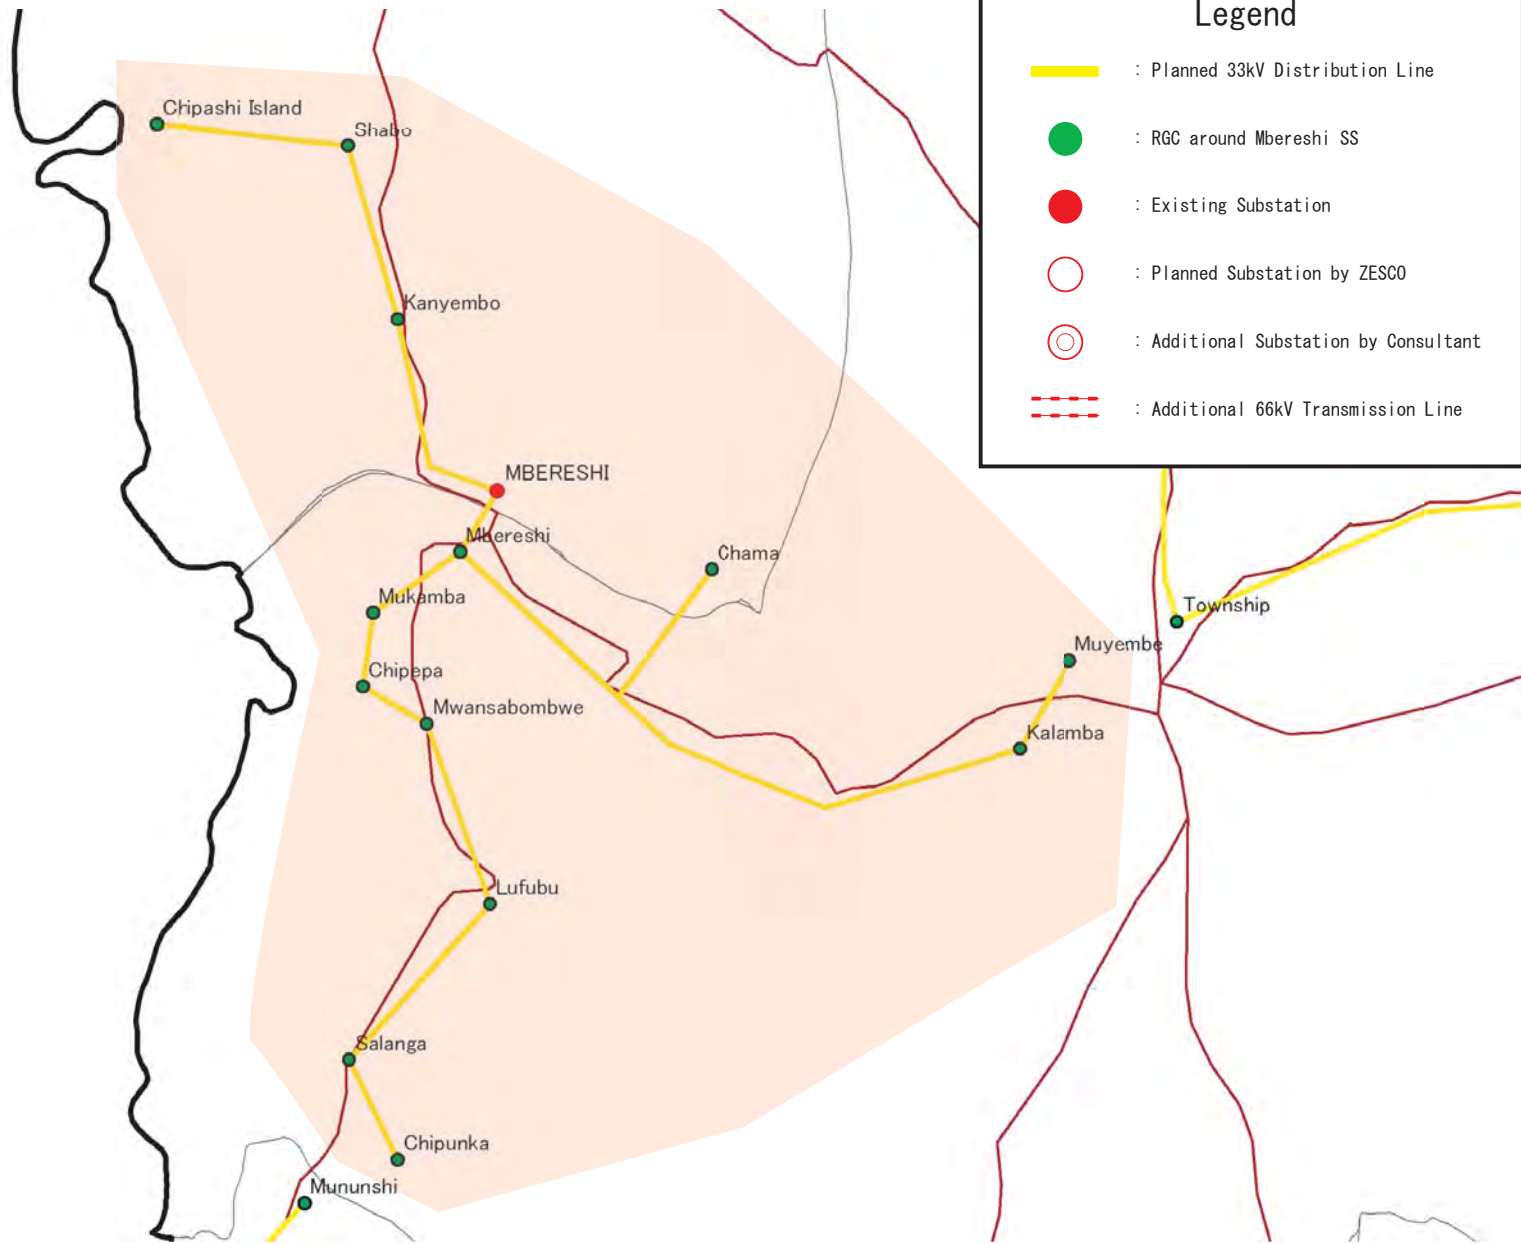 Legend
: Planned 33kV Distribution Line
: RGC around Mbereshi SS
: Existing Substation
: Planned Substation by ZESCO
: Additional Substation by Consultant
: Additional 66kV Transmission Line
Chipashi Island
Shabo
Kanyembo
MBERESHI
Mbereshi
Chama
Mukamba
Township
Muyembe
Chipepa
Mwansabombwe
Kalamba
Lufubu
Salanga
Chipunka
Mununshi